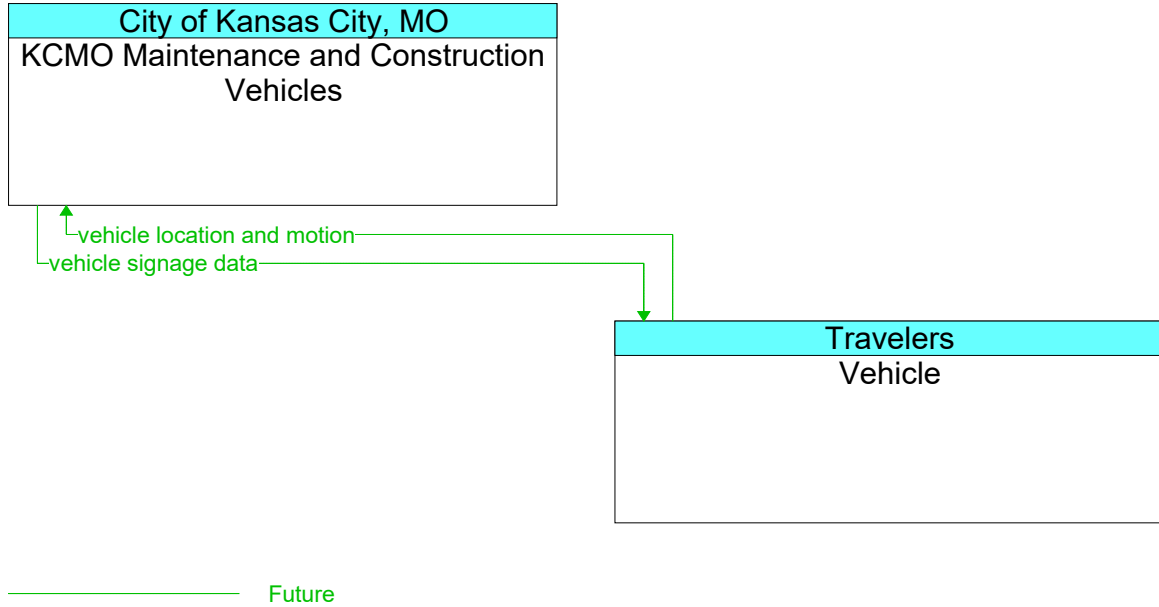 City of Kansas City, MO
KCMO Maintenance and Construction
Vehicles
vehicle location and motion
vehicle signage data
Travelers
Vehicle
Future